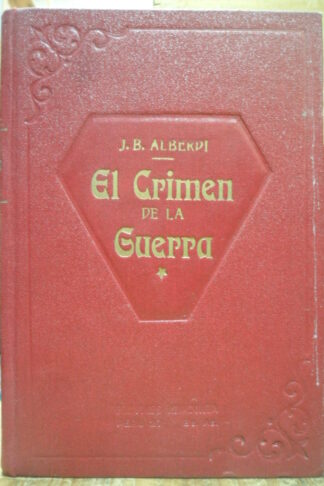 J. B. ALBERDI
El Crimen
DE LA
Guerra